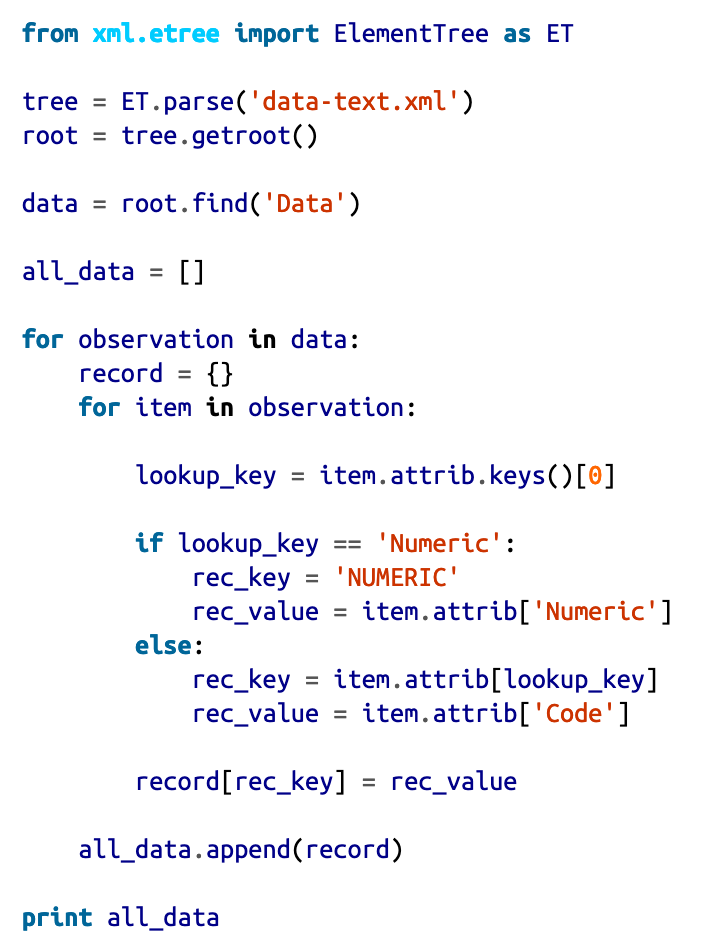 from xml.etree import ElementTree as ET

tree = ET.parse('data-text.xml')
root = tree.getroot()

data = root.find('Data')

all_data = []

for observation in data:
    record = {}
    for item in observation:

        lookup_key = item.attrib.keys()[0]

        if lookup_key == 'Numeric':
            rec_key = 'NUMERIC'
            rec_value = item.attrib['Numeric']
        else:
            rec_key = item.attrib[lookup_key]
            rec_value = item.attrib['Code']

        record[rec_key] = rec_value

    all_data.append(record)

print all_data